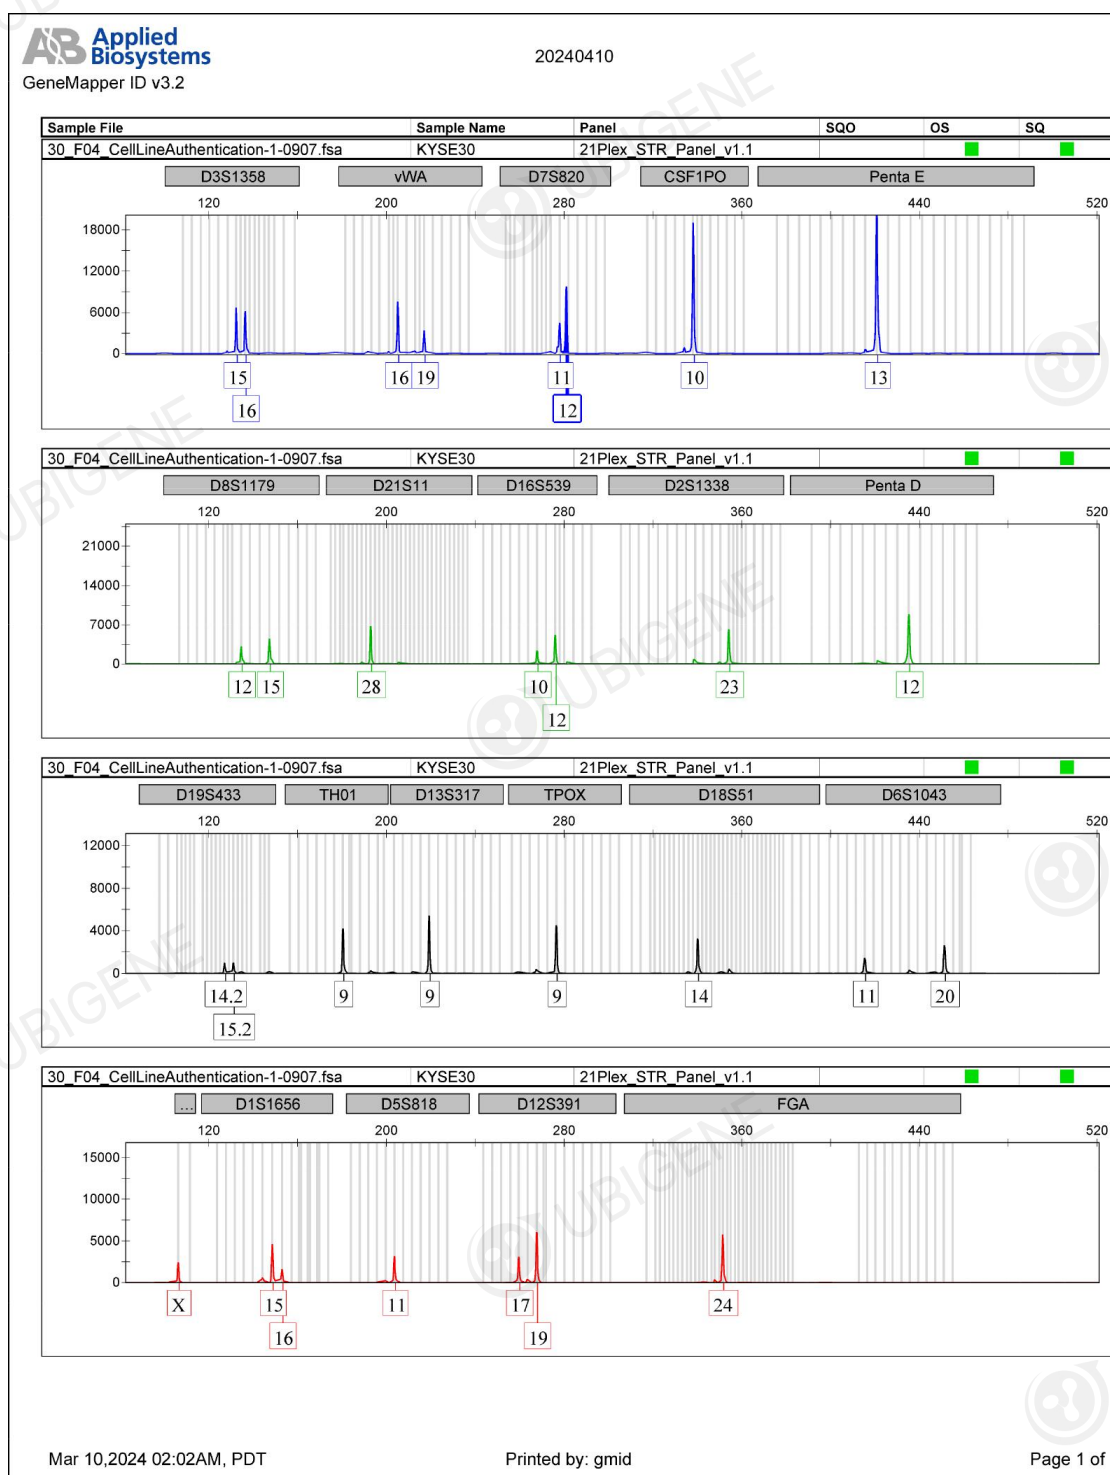 AB Applied
Biosystems
GeneMapper ID v3.2
20240410
Sample File Sample Name Panel SQO OS SQ
30_F04_CellLineAuthentication-1-0907.fsa KYSE30 21Plex_STR_Panel_v1.1
D3S1358 vWA D7S820 CSF1PO Penta E
120 200 280 360 440 520
18000
12000
6000
0
15 16 19 11 10 13
16 12
30_F04_CellLineAuthentication-1-0907.fsa KYSE30 21Plex_STR_Panel_v1.1
D8S1179 D21S11 D16S539 D2S1338 Penta D
120 200 280 360 440 520
21000
14000
7000
0
12 15 28 10 23 12
12
30_F04_CellLineAuthentication-1-0907.fsa KYSE30 21Plex_STR_Panel_v1.1
D19S433 TH01 D13S317 TPOX D18S51 D6S1043
120 200 280 360 440 520
12000
8000
4000
0
14.2 9 9 9 14 11 20
15.2
30_F04_CellLineAuthentication-1-0907.fsa KYSE30 21Plex_STR_Panel_v1.1
... D1S1656 D5S818 D12S391 FGA
120 200 280 360 440 520
15000
10000
5000
0
X 15 11 17 24
16 19
Mar 10,2024 02:02AM, PDT Printed by: gmid Page 1 of
UBIGENE
UBIGENE
UBIGENE
UBIGENE
UBIGENE
UBIGENE